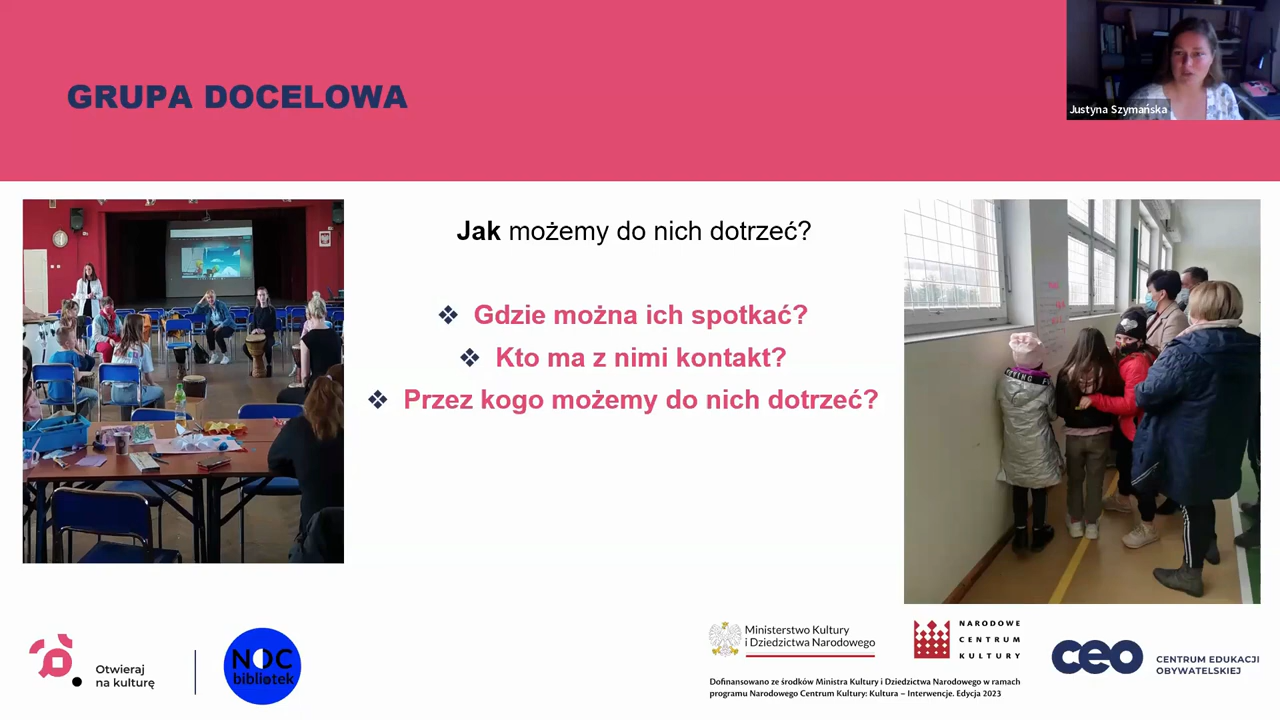 GRUPA DOCELOWA
Justyna Szymańska
Jak możemy do nich dotrzeć?
❖ Gdzie można ich spotkać?
❖ Kto ma z nimi kontakt?
❖ Przez kogo możemy do nich dotrzeć?
Otwieraj
na kulturę
NOC
bibliotek
Ministerstwo Kultury
i Dziedzictwa Narodowego
NARODOWE
CENTRUM
KULTURY
Dofinansowano ze środków Ministra Kultury i Dziedzictwa Narodowego w ramach
programu Narodowego Centrum Kultury: Kultura – Interwencje. Edycja 2023
ceo
CENTRUM EDUKACJI
OBYWATELSKIEJ